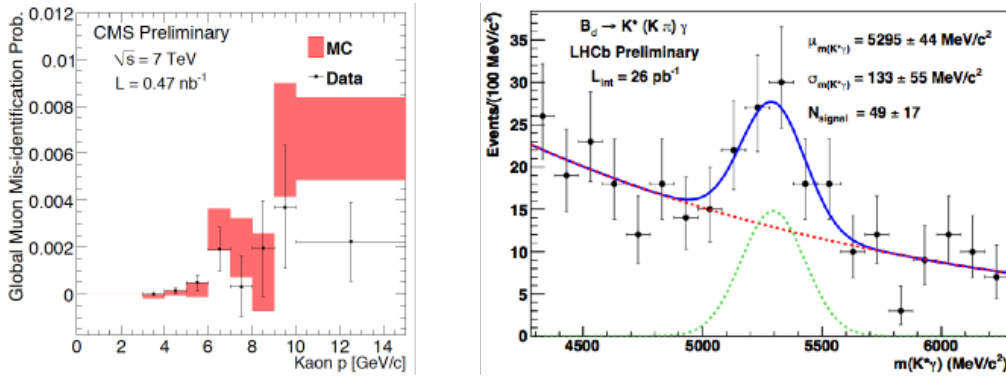 CMS Preliminary
√s = 7 TeV
L = 0.47 nb⁻¹
MC
Data
Global Muon Mis-identification Prob.
0.012
0.01
0.008
0.006
0.004
0.002
0
0 2 4 6 8 10 12 14
Kaon p [GeV/c]
B_d → K* (K π) γ
LHCb Preliminary
L_int = 26 pb⁻¹
μ_m(K*γ) = 5295 ± 44 MeV/c²
σ_m(K*γ) = 133 ± 55 MeV/c²
N_signal = 49 ± 17
Events/(100 MeV/c²)
35
30
25
20
15
10
5
0
4500 5000 5500 6000
m(K*γ) (MeV/c²)